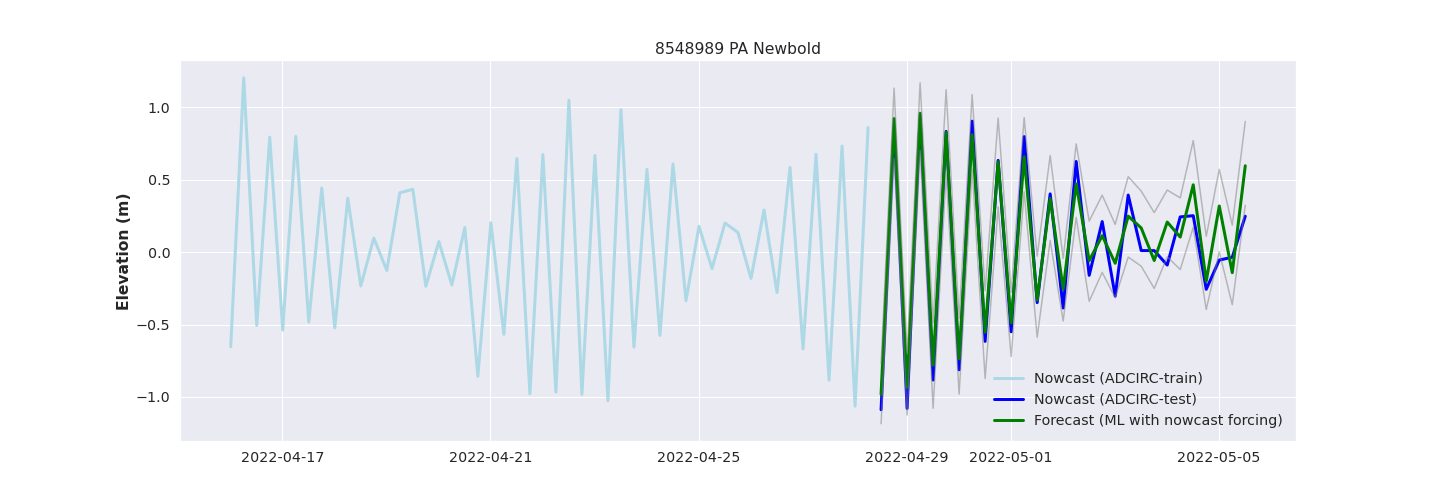 8548989 PA Newbold
Elevation (m)
1.0
0.5
0.0
−0.5
−1.0
Nowcast (ADCIRC-train)
Nowcast (ADCIRC-test)
Forecast (ML with nowcast forcing)
2022-04-17 2022-04-21 2022-04-25 2022-04-29 2022-05-01 2022-05-05